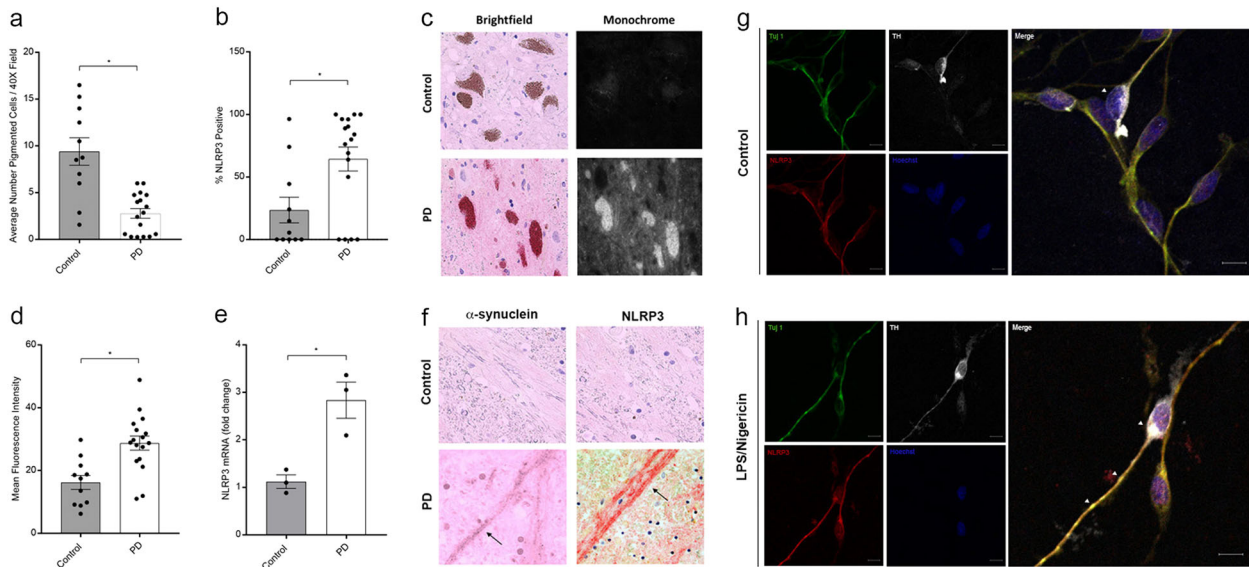 a
Average Number Pigmented Cells / 40X Field
20
15
10
5
0
*
Control
PD
b
% NLRP3 Positive
150
100
50
0
*
Control
PD
c
Brightfield
Monochrome
Control
PD
d
Mean Fluorescence Intensity
60
40
20
0
*
Control
PD
e
NLRP3 mRNA (fold change)
4
3
2
1
0
*
Control
PD
f
α-synuclein
NLRP3
Control
PD
g
Control
Tuj 1
TH
Merge
NLRP3
Hoechst
h
LPS/Nigericin
Tuj 1
TH
Merge
NLRP3
Hoechst